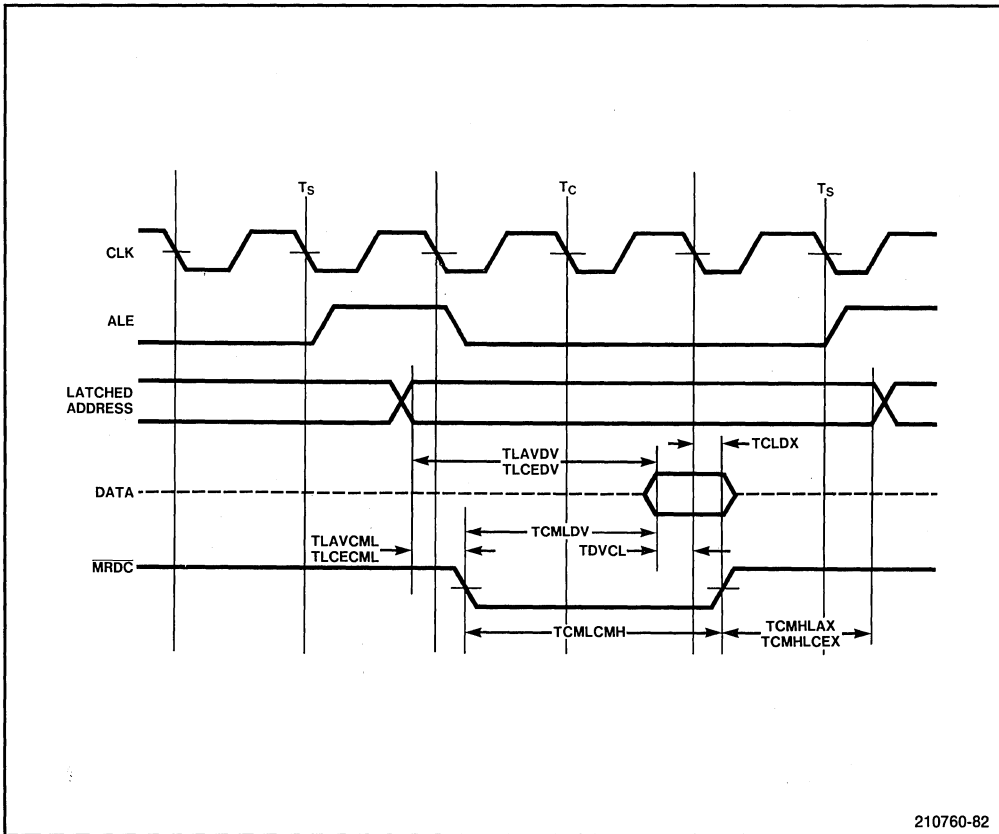 TS TC TS
CLK
ALE
LATCHED
ADDRESS
TCLDX
TLAVDV
TLCEDV
DATA
TCMLDV
TLAVCML
TLCECML
TDVCL
MRDC
TCMLCMH
TCMHLAX
TCMHLCEX
210760-82